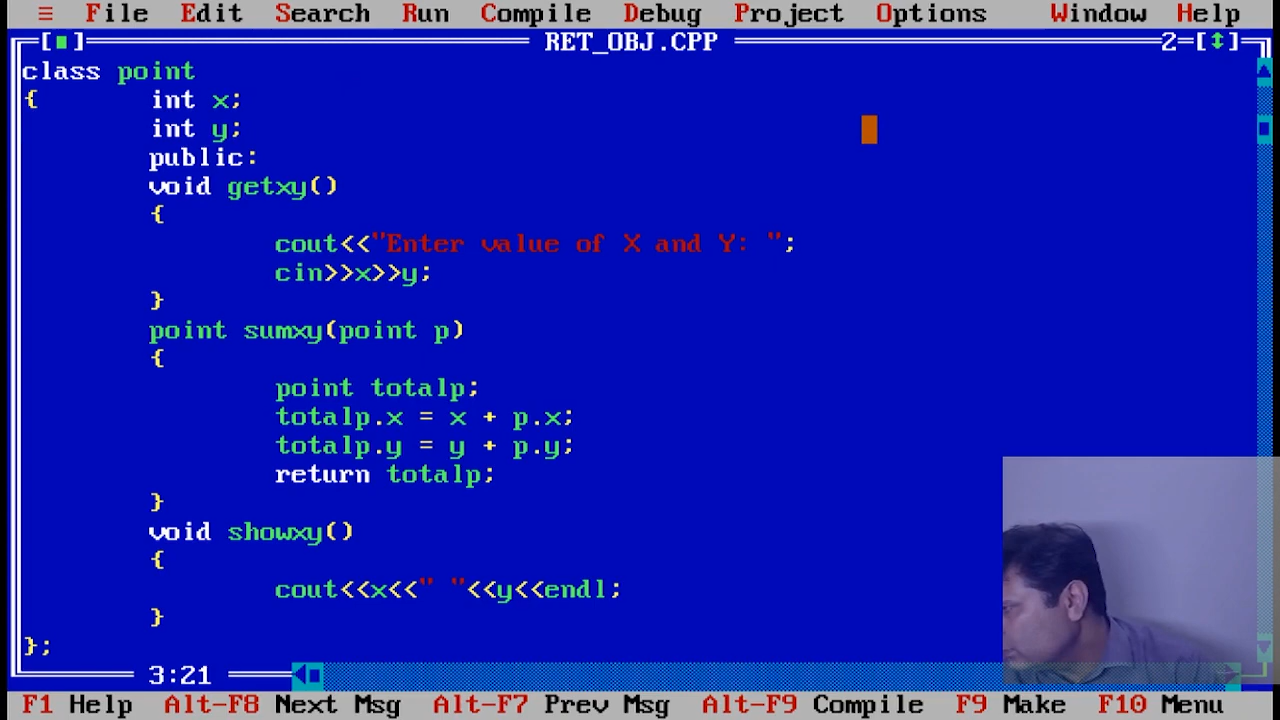 ≡ File Edit Search Run Compile Debug Project Options Window Help
[■] RET_OBJ.CPP 2=[↕]
class point
{ int x;
int y;
public:
void getxy()
{
cout<<"Enter value of X and Y: ";
cin>>x>>y;
}
point sumxy(point p)
{
point totalp;
totalp.x = x + p.x;
totalp.y = y + p.y;
return totalp;
}
void showxy()
{
cout<<x<<" "<<y<<endl;
}
};
3:21
F1 Help Alt-F8 Next Msg Alt-F7 Prev Msg Alt-F9 Compile F9 Make F10 Menu